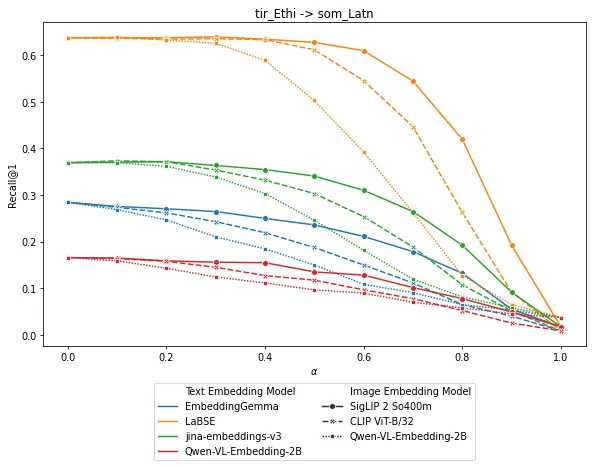 tir_Ethi -> som_Latn
Recall@1
0.6
0.5
0.4
0.3
0.2
0.1
0.0
0.0 0.2 0.4 0.6 0.8 1.0
α
Text Embedding Model
EmbeddingGemma
LaBSE
jina-embeddings-v3
Qwen-VL-Embedding-2B
Image Embedding Model
SigLIP 2 So400m
CLIP ViT-B/32
Qwen-VL-Embedding-2B